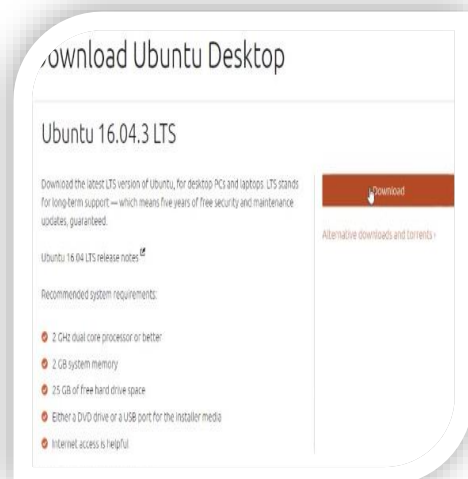 ownload Ubuntu Desktop
Ubuntu 16.04.3 LTS
Download the latest LTS version of Ubuntu, for desktop PCs and laptops. LTS stands
for long-term support — which means five years of free security and maintenance
updates, guaranteed.
Ubuntu 16.04 LTS release notes
Recommended system requirements:
2 GHz dual core processor or better
2 GB system memory
25 GB of free hard drive space
Either a DVD drive or a USB port for the installer media
Internet access is helpful
Download
Alternative downloads and torrents ›